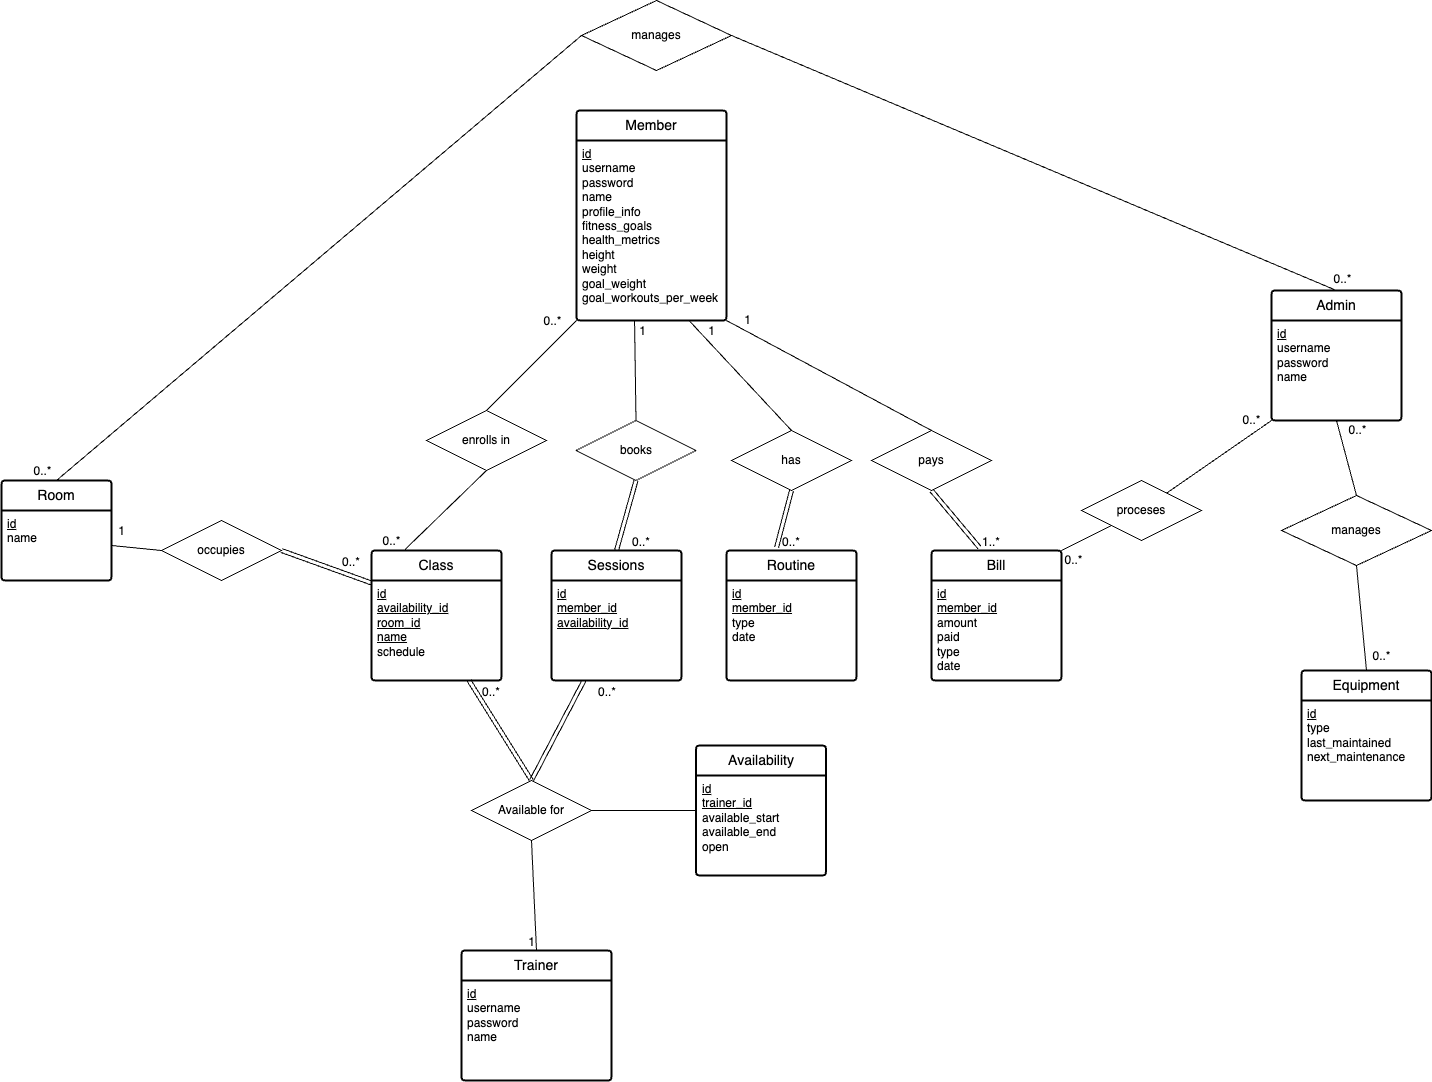 manages
Member
id
username
password
name
profile_info
fitness_goals
health_metrics
height
weight
goal_weight
goal_workouts_per_week
0..*
1
1
1
0..*
Admin
id
username
password
name
0..*
0..*
enrolls in
books
has
pays
proceses
manages
0..*
Room
id
name
1
occupies
0..*
0..*
0..*
0..*
1..*
0..*
Class
id
availability_id
room_id
name
schedule
Sessions
id
member_id
availability_id
Routine
id
member_id
type
date
Bill
id
member_id
amount
paid
type
date
0..*
Equipment
id
type
last_maintained
next_maintenance
0..*
0..*
Available for
Availability
id
trainer_id
available_start
available_end
open
1
Trainer
id
username
password
name